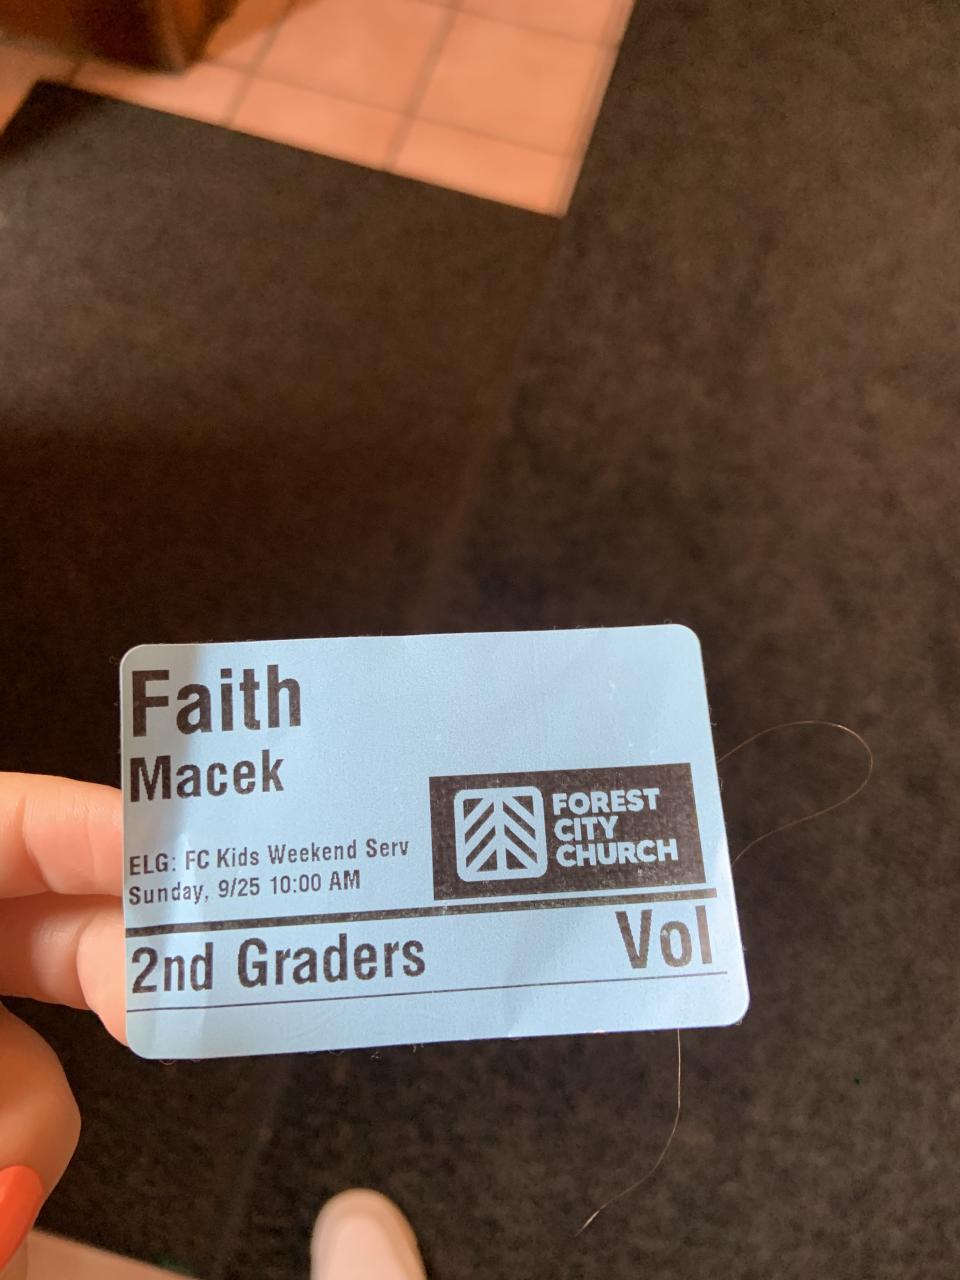 Faith
Macek
ELG: FC Kids Weekend Serv
Sunday, 9/25 10:00 AM
FOREST
CITY
CHURCH
2nd Graders
Vol